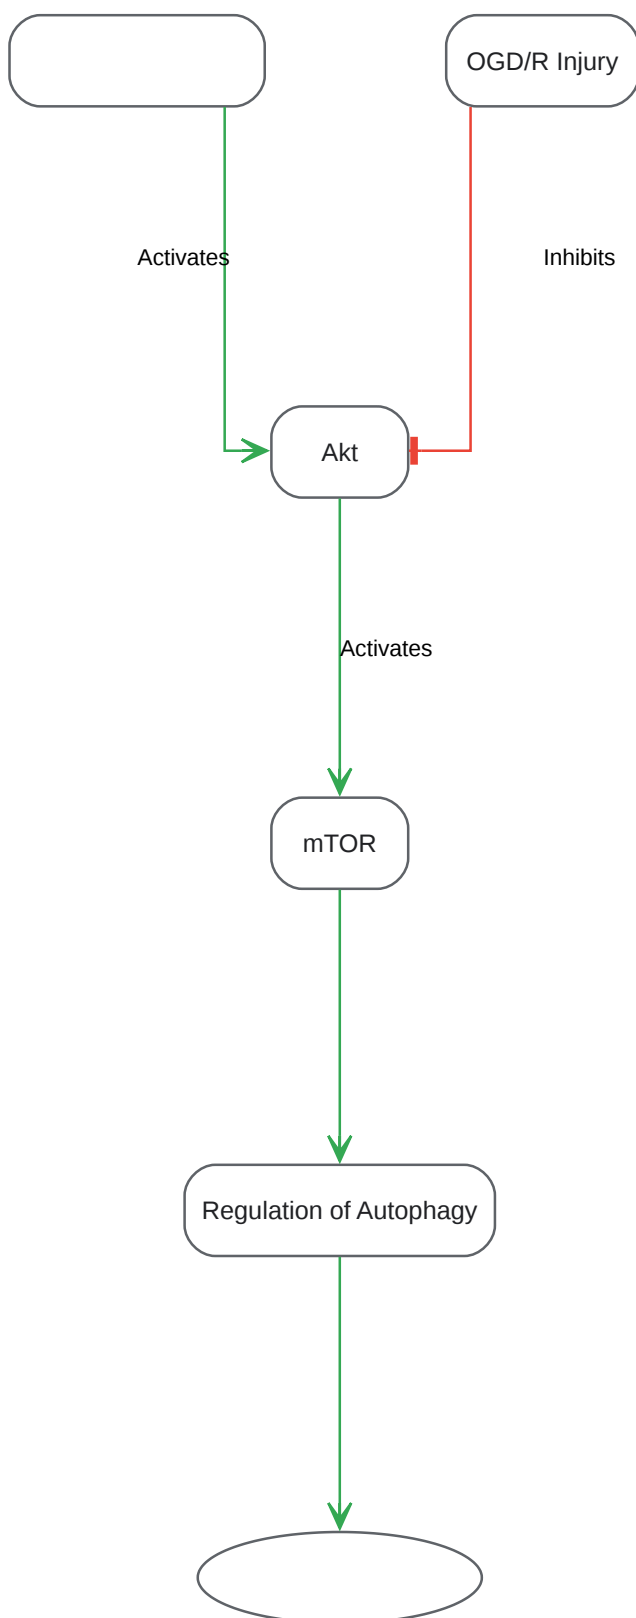 OGD/R Injury
Activates
Inhibits
Akt
Activates
mTOR
Regulation of Autophagy